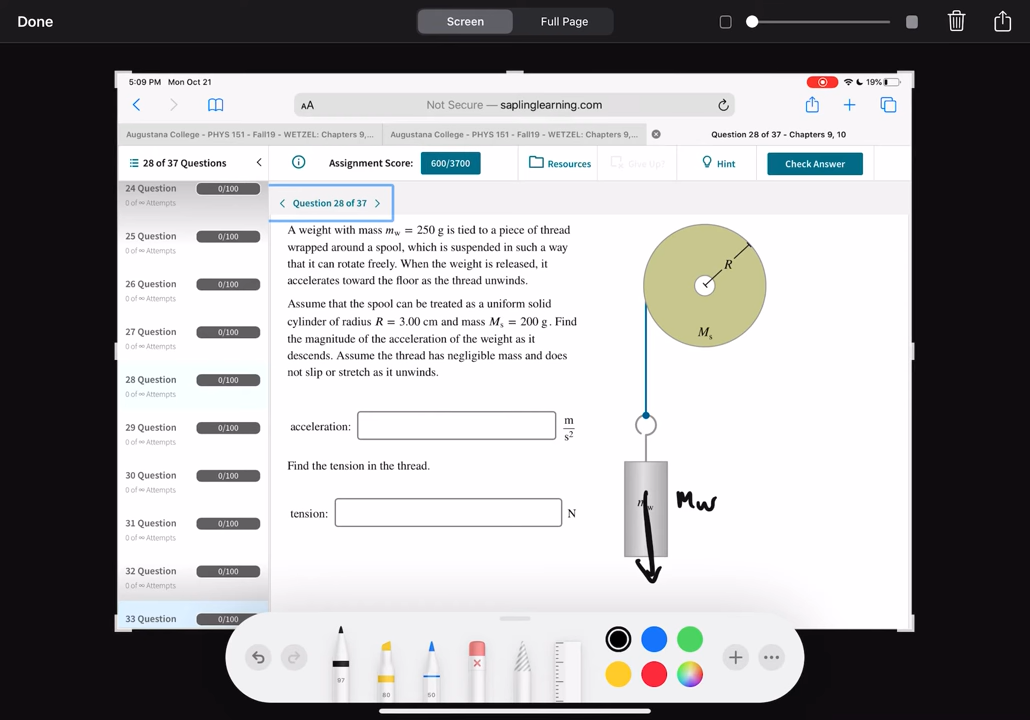 Done
Screen
Full Page
5:09 PM Mon Oct 21
19%
AA
Not Secure — saplinglearning.com
Augustana College - PHYS 151 - Fall19 - WETZEL: Chapters 9,...
Augustana College - PHYS 151 - Fall19 - WETZEL: Chapters 9,...
Question 28 of 37 - Chapters 9, 10
28 of 37 Questions
Assignment Score:
600/3700
Resources
Give Up?
Hint
Check Answer
24 Question
0/100
0 of ∞ Attempts
25 Question
0/100
0 of ∞ Attempts
26 Question
0/100
0 of ∞ Attempts
27 Question
0/100
0 of ∞ Attempts
28 Question
0/100
0 of ∞ Attempts
29 Question
0/100
0 of ∞ Attempts
30 Question
0/100
0 of ∞ Attempts
31 Question
0/100
0 of ∞ Attempts
32 Question
0/100
0 of ∞ Attempts
33 Question
0/100
Question 28 of 37
A weight with mass m_w = 250 g is tied to a piece of thread
wrapped around a spool, which is suspended in such a way
that it can rotate freely. When the weight is released, it
accelerates toward the floor as the thread unwinds.
Assume that the spool can be treated as a uniform solid
cylinder of radius R = 3.00 cm and mass M_s = 200 g. Find
the magnitude of the acceleration of the weight as it
descends. Assume the thread has negligible mass and does
not slip or stretch as it unwinds.
acceleration:
m
s²
Find the tension in the thread.
tension:
N
R
M_s
m_w
Mw
97
80
50